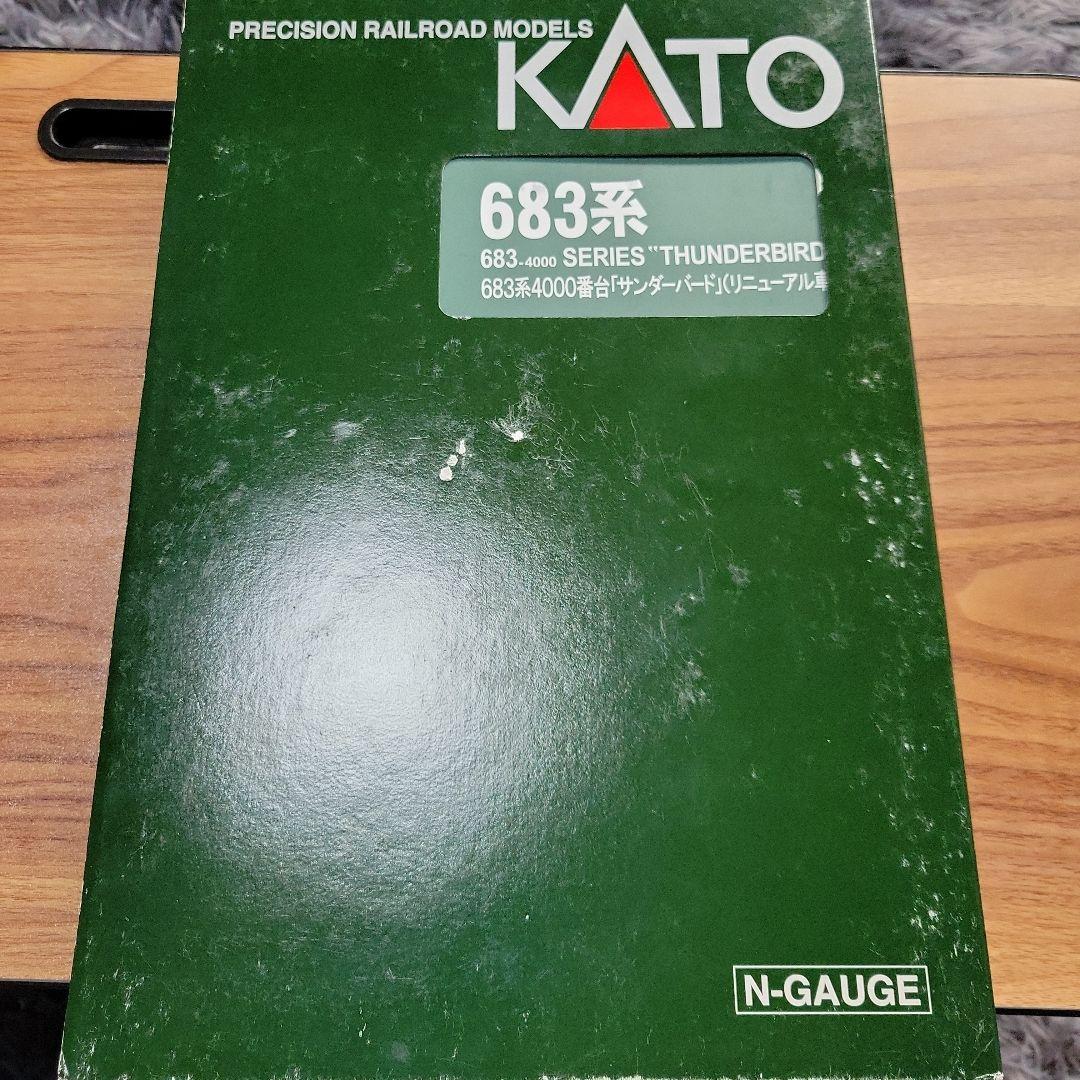 PRECISION RAILROAD MODELS
KATO
683系
683-4000 SERIES "THUNDERBIRD
683系4000番台「サンダーバード」(リニューアル車
N-GAUGE